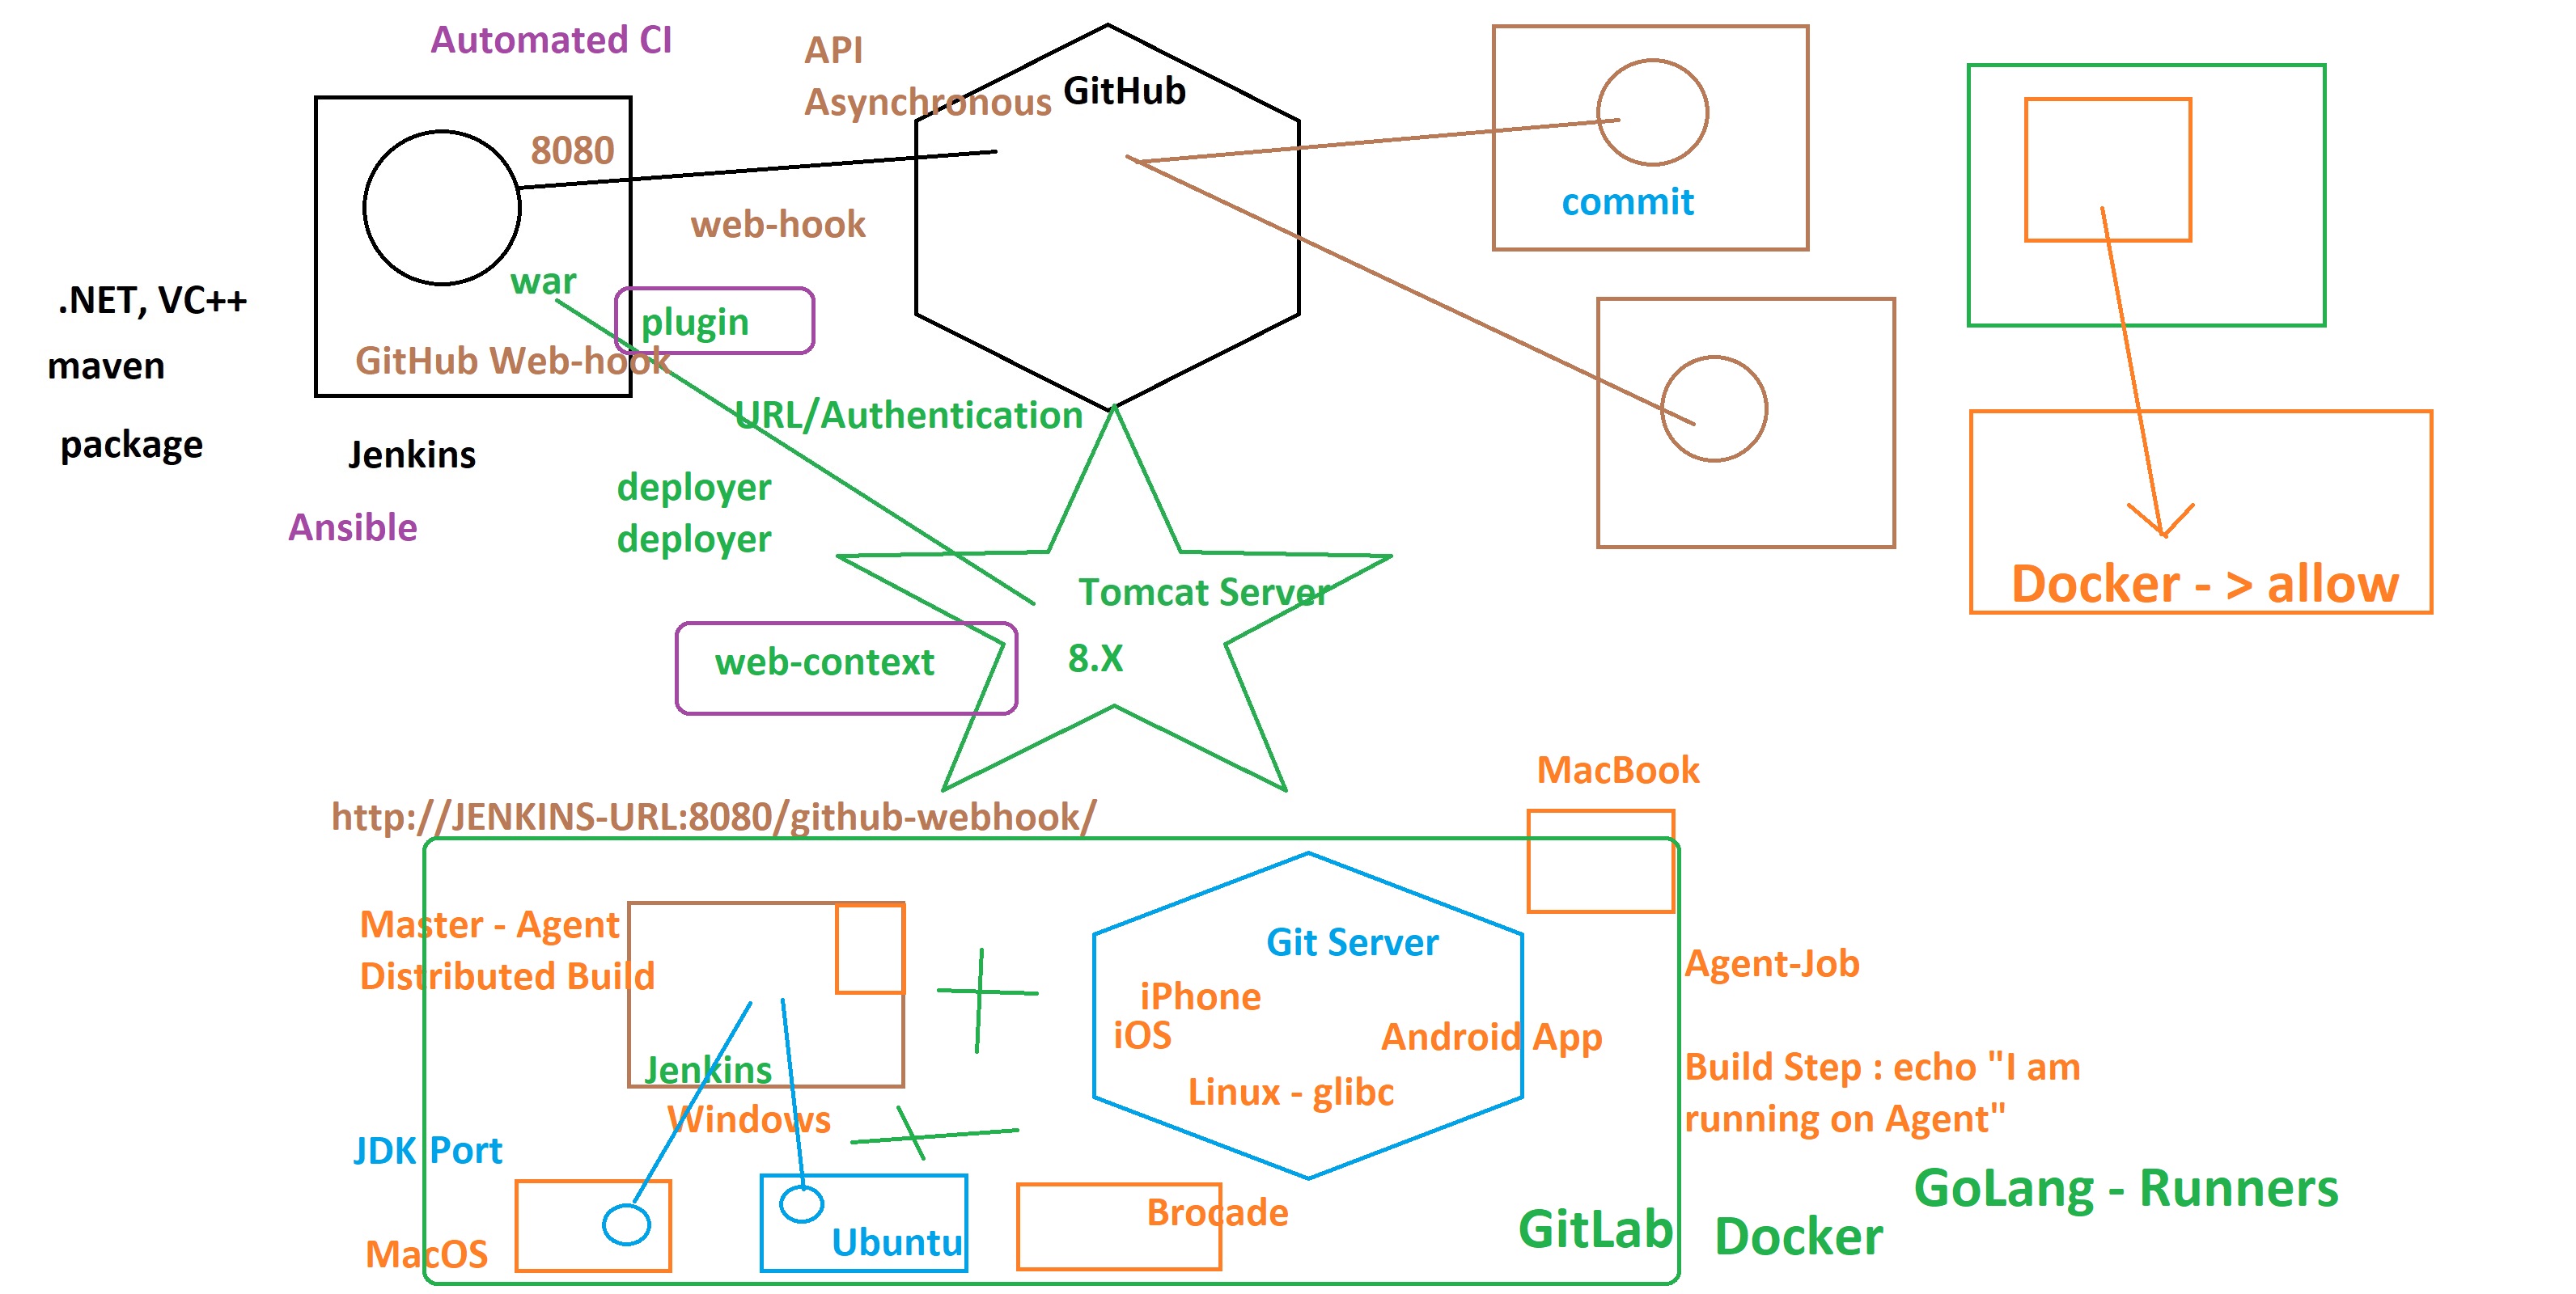 Automated CI
API
Asynchronous
GitHub
8080
web-hook
commit
war
plugin
.NET, VC++
maven
package
GitHub Web-hook
Jenkins
Ansible
URL/Authentication
deployer
deployer
Tomcat Server
8.X
web-context
Docker - > allow
MacBook
http://JENKINS-URL:8080/github-webhook/
Master - Agent
Distributed Build
Jenkins
Windows
Git Server
iPhone
iOS
Android App
Linux - glibc
Agent-Job
Build Step : echo "I am
running on Agent"
JDK Port
MacOS
Ubuntu
Brocade
GitLab
Docker
GoLang - Runners